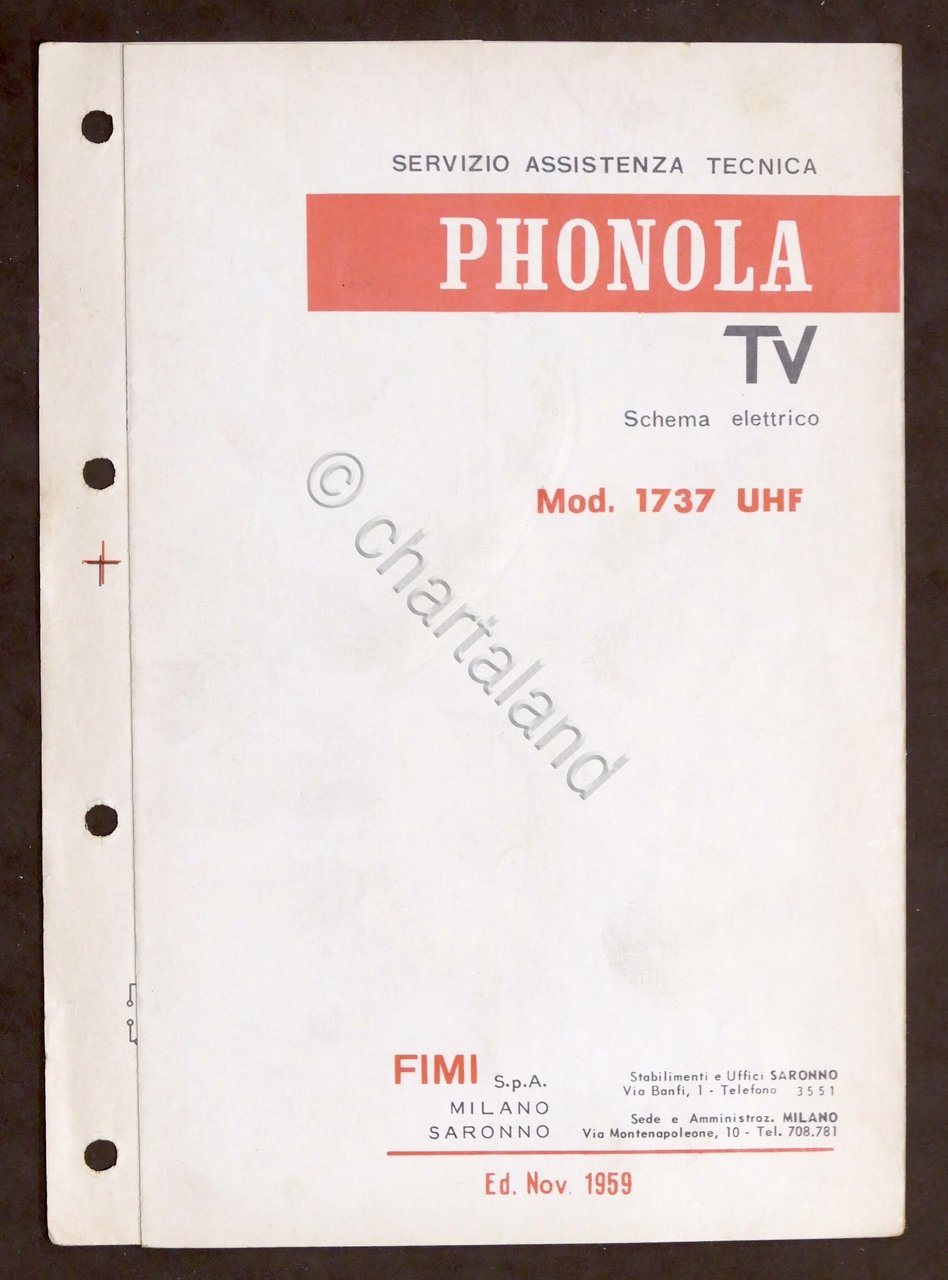 SERVIZIO ASSISTENZA TECNICA
PHONOLA
TV
Schema elettrico
Mod. 1737 UHF
© chartaland
FIMI S.p.A.
MILANO
SARONNO
Stabilimenti e Uffici SARONNO
Via Banfi, 1 - Telefono 3551
Sede e Amministraz. MILANO
Via Montenapoleone, 10 - Tel. 708.781
Ed. Nov. 1959